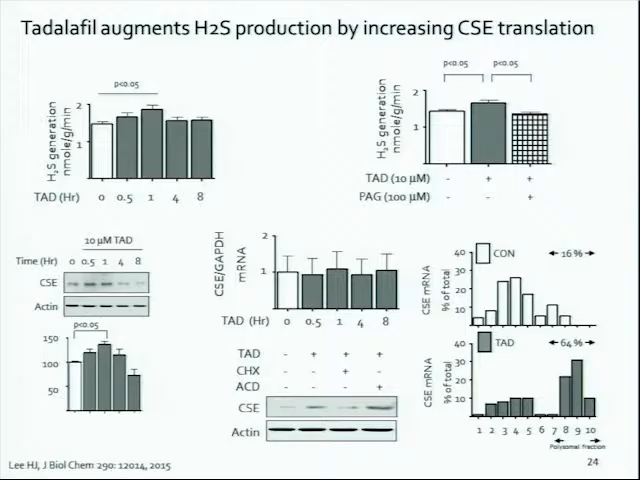 Tadalafil augments H2S production by increasing CSE translation
p<0.05
H₂S generation
nmole/g/min
2
1
TAD (Hr) 0 0.5 1 4 8
p<0.05 p<0.05
H₂S generation
nmole/g/min
2
1
TAD (10 µM) - + +
PAG (100 µM) - - +
10 µM TAD
Time (Hr) 0 0.5 1 4 8
CSE
Actin
p<0.05
150
100
50
CSE/GAPDH
mRNA
2
1
TAD (Hr) 0 0.5 1 4 8
TAD - + + +
CHX - - + -
ACD - - - +
CSE
Actin
CSE mRNA
% of total
40
30
20
10
CON
16 %
CSE mRNA
% of total
40
30
20
10
TAD
64 %
1 2 3 4 5 6 7 8 9 10
Polysomal fraction
Lee HJ, J Biol Chem 290: 12014, 2015
24